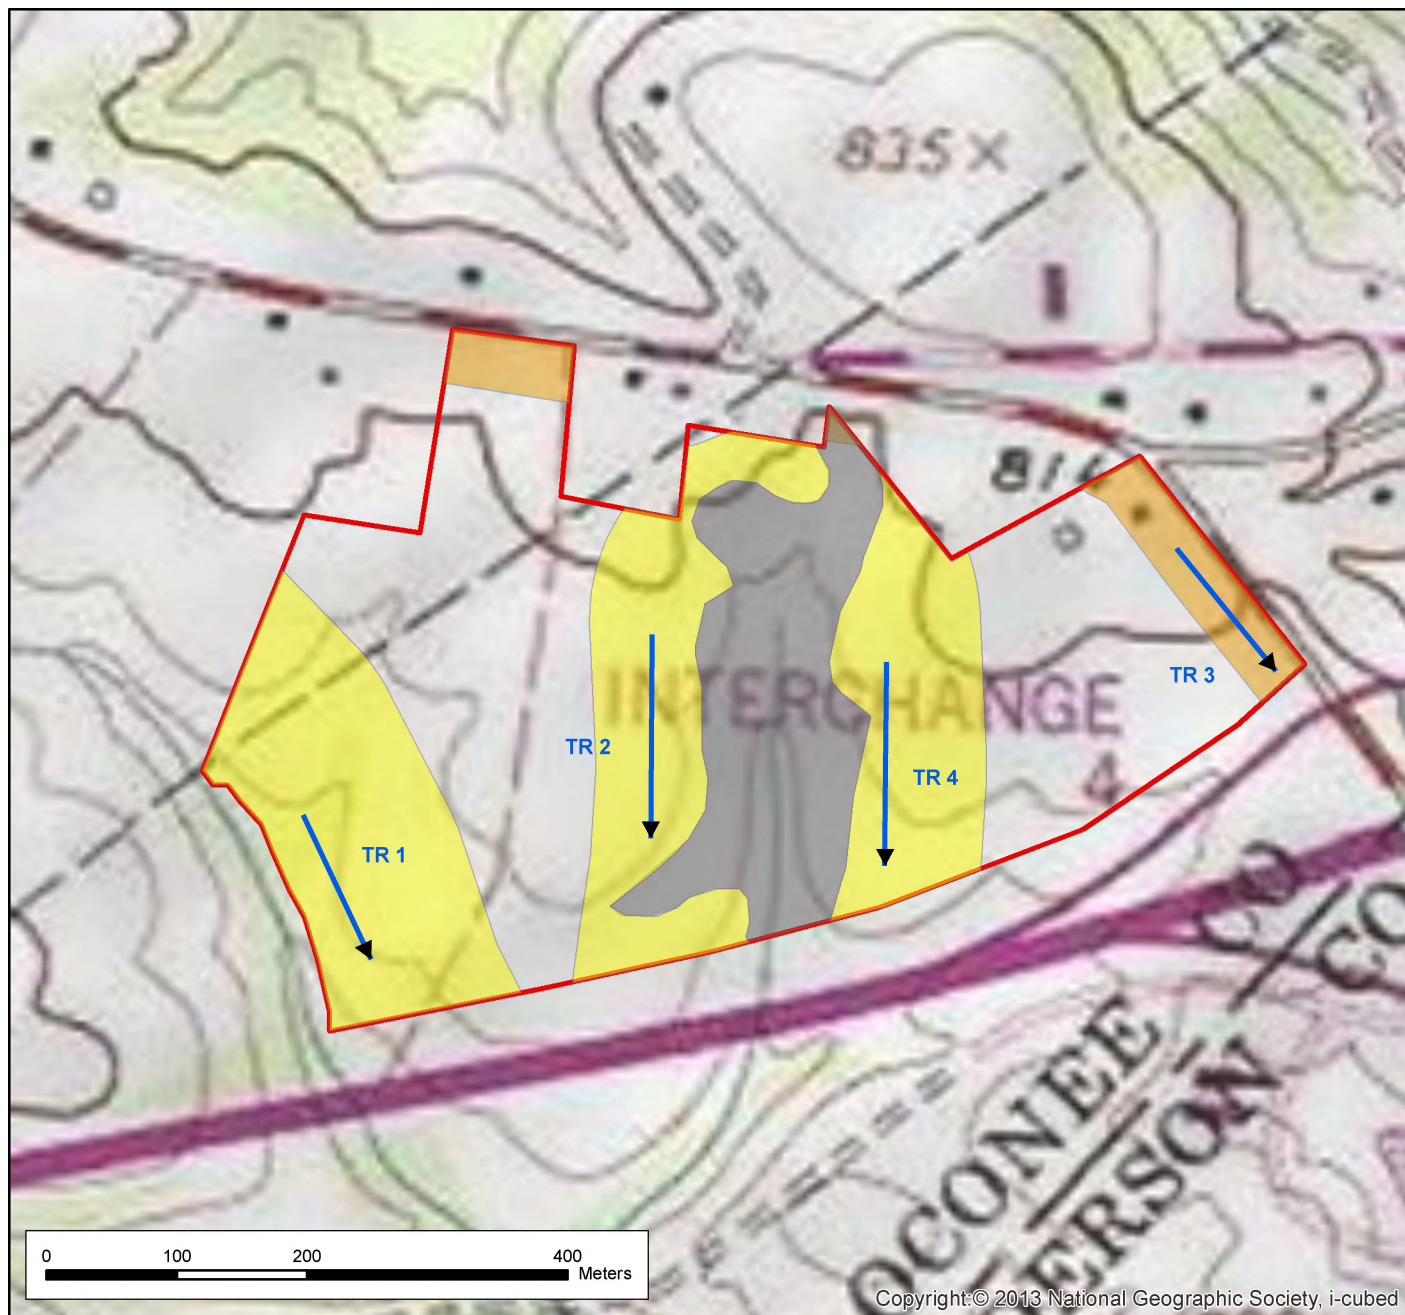 835 ×
814
INTERCHANGE
4
TR 3
TR 2
TR 4
TR 1
CO
CO
OCONEE
ERSON
0 100 200 400
Meters
Copyright:© 2013 National Geographic Society, i-cubed